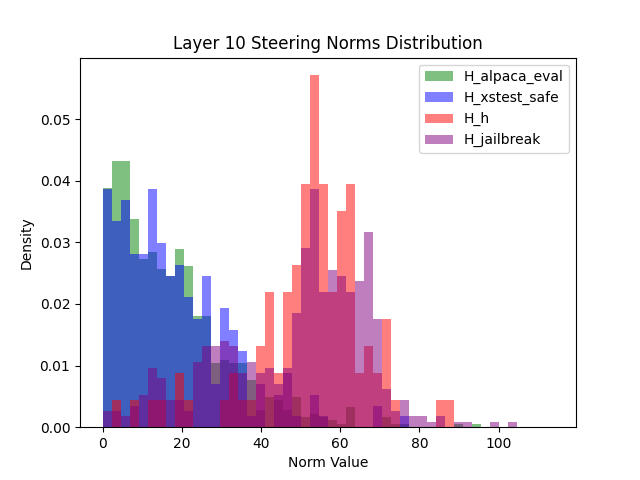 Layer 10 Steering Norms Distribution
H_alpaca_eval
H_xstest_safe
H_h
H_jailbreak
Density
0.05
0.04
0.03
0.02
0.01
0.00
0
20
40
60
80
100
Norm Value